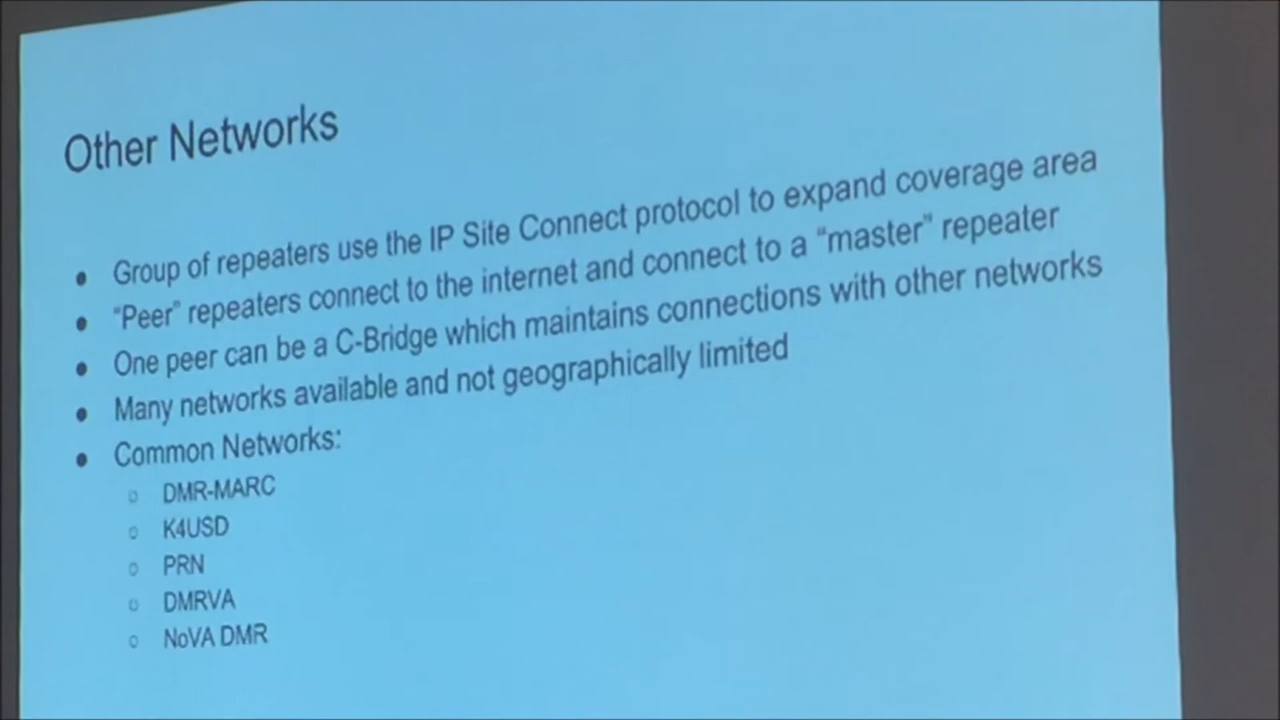 Other Networks
● Group of repeaters use the IP Site Connect protocol to expand coverage area
● “Peer” repeaters connect to the internet and connect to a “master” repeater
● One peer can be a C-Bridge which maintains connections with other networks
● Many networks available and not geographically limited
● Common Networks:
○ DMR-MARC
○ K4USD
○ PRN
○ DMRVA
○ NoVA DMR